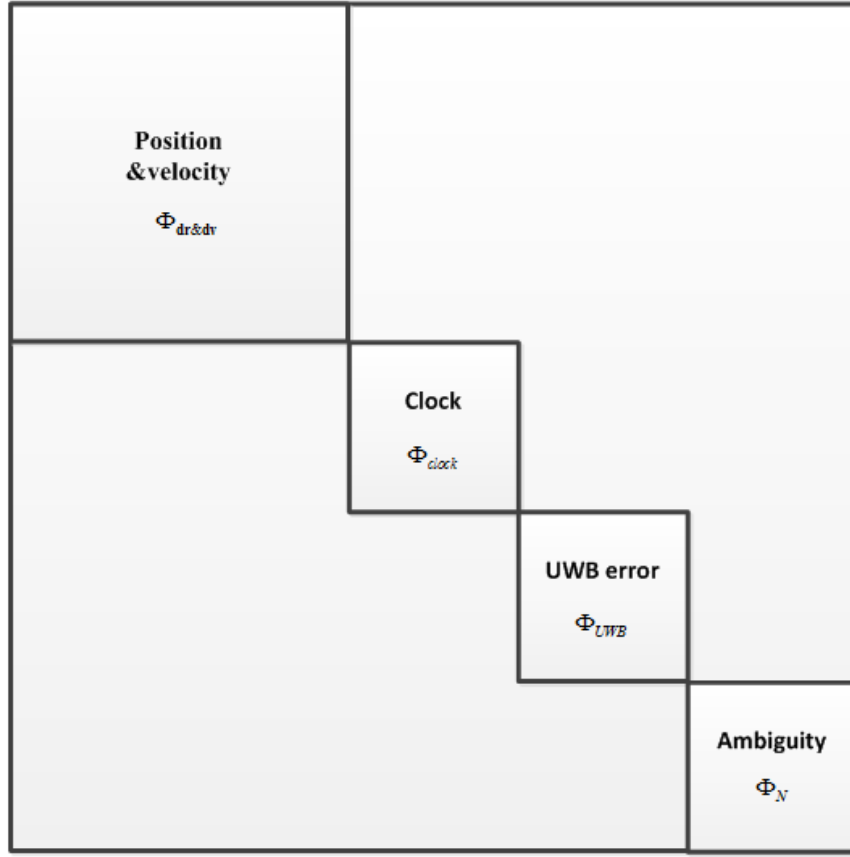 Position
&velocity
Φdr&dv
Clock
Φclock
UWB error
ΦUWB
Ambiguity
ΦN